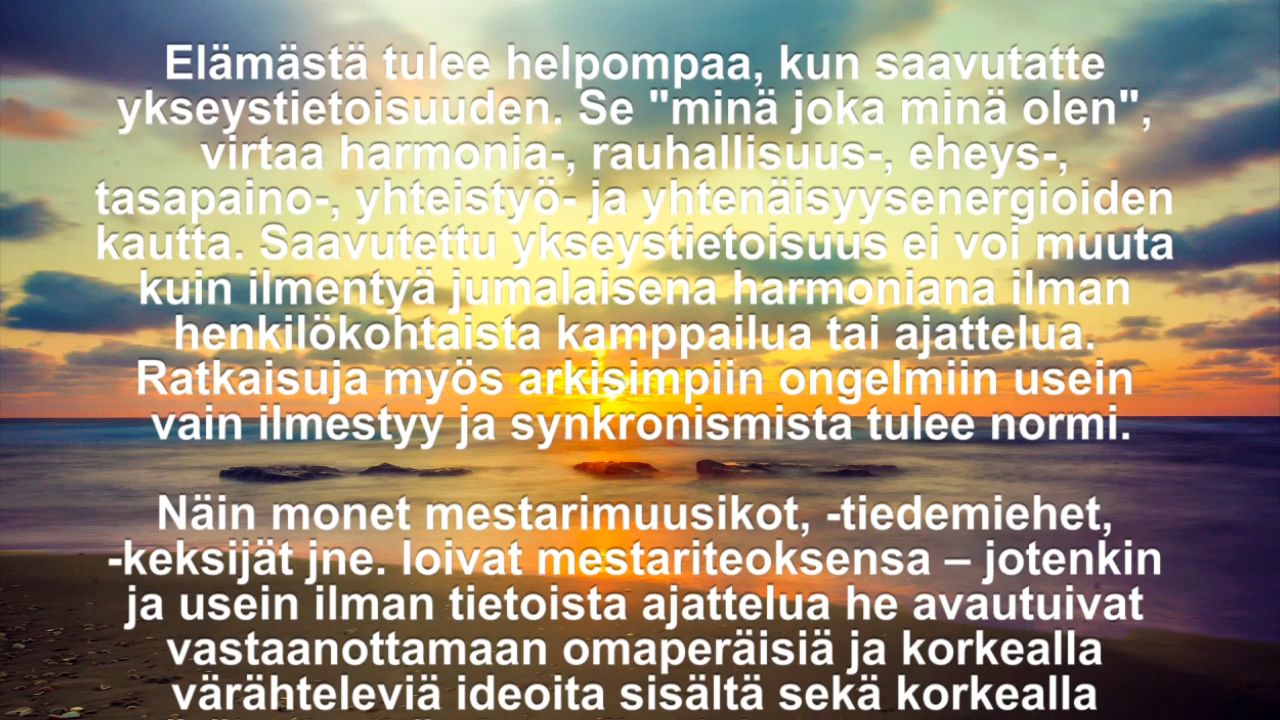 Elämästä tulee helpompaa, kun saavutatte
ykseystietoisuuden. Se "minä joka minä olen",
virtaa harmonia-, rauhallisuus-, eheys-,
tasapaino-, yhteistyö- ja yhtenäisyysenergioiden
kautta. Saavutettu ykseystietoisuus ei voi muuta
kuin ilmentyä jumalaisena harmoniana ilman
henkilökohtaista kamppailua tai ajattelua.
Ratkaisuja myös arkisimpiin ongelmiin usein
vain ilmestyy ja synkronismista tulee normi.
Näin monet mestarimuusikot, -tiedemiehet,
-keksijät jne. loivat mestariteoksensa – jotenkin
ja usein ilman tietoista ajattelua he avautuivat
vastaanottamaan omaperäisiä ja korkealla
värähteleviä ideoita sisältä sekä korkealla